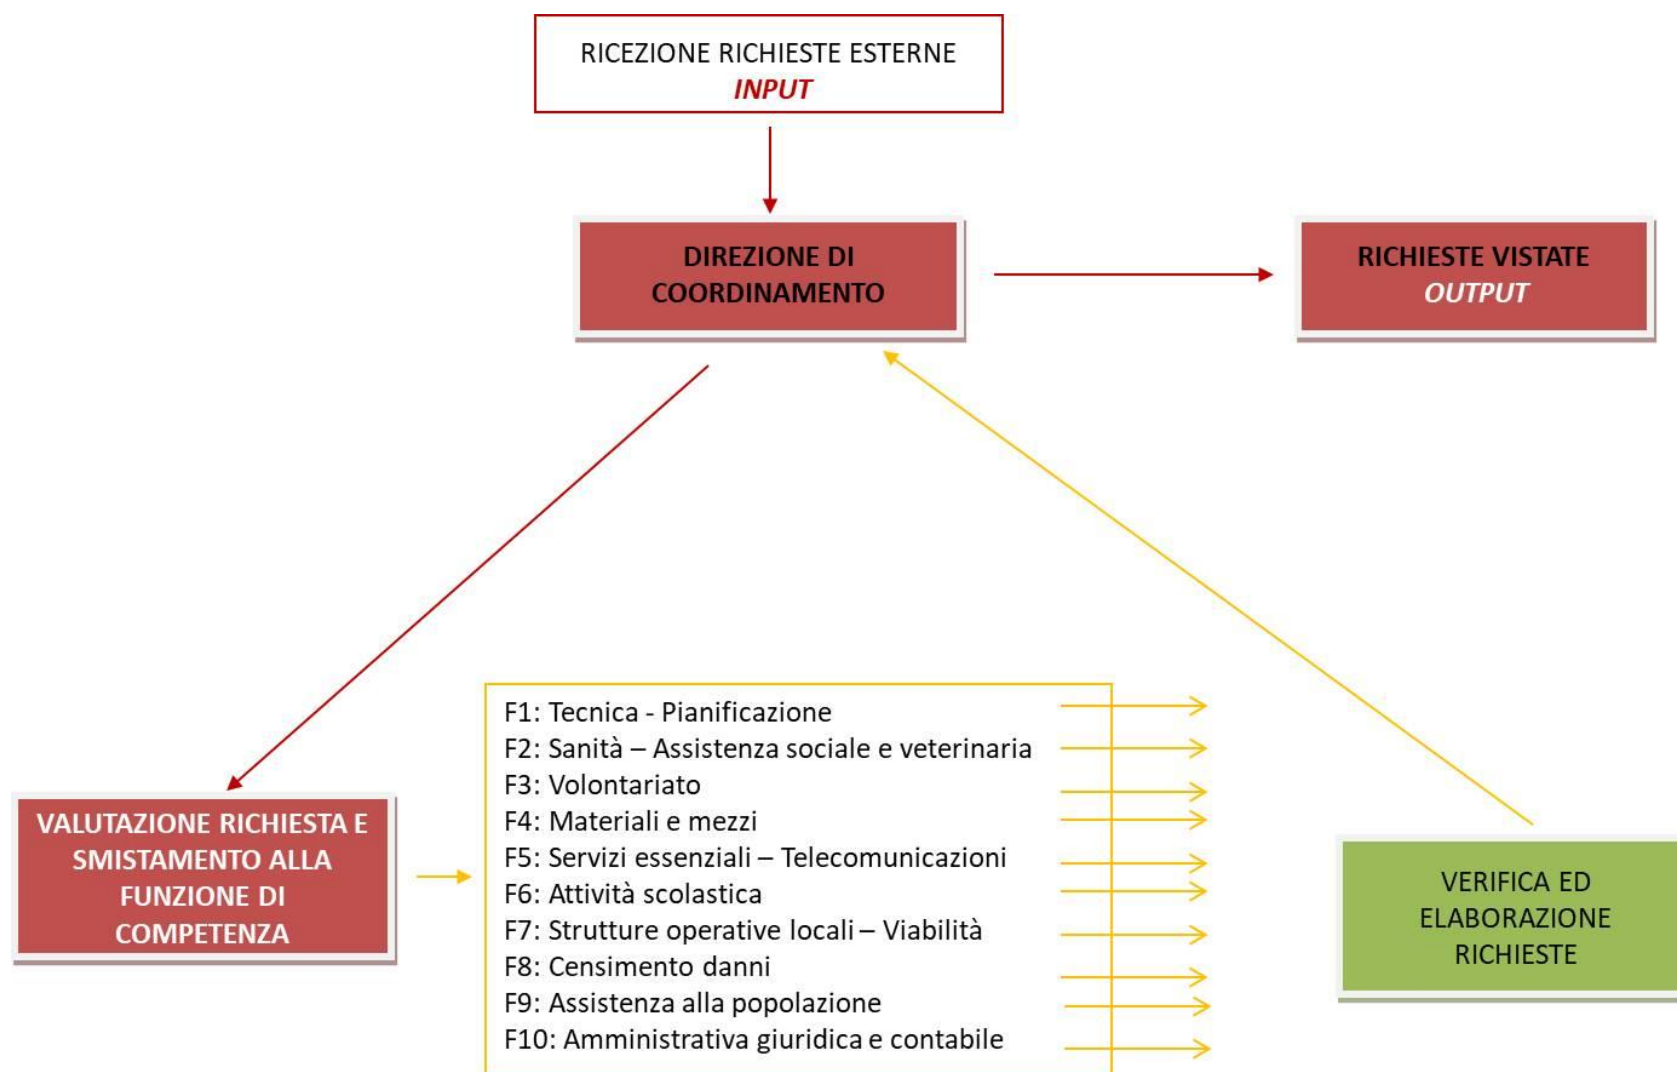 RICEZIONE RICHIESTE ESTERNE
INPUT
DIREZIONE DI
COORDINAMENTO
RICHIESTE VISTATE
OUTPUT
VALUTAZIONE RICHIESTA E
SMISTAMENTO ALLA
FUNZIONE DI
COMPETENZA
F1: Tecnica - Pianificazione
F2: Sanità – Assistenza sociale e veterinaria
F3: Volontariato
F4: Materiali e mezzi
F5: Servizi essenziali – Telecomunicazioni
F6: Attività scolastica
F7: Strutture operative locali – Viabilità
F8: Censimento danni
F9: Assistenza alla popolazione
F10: Amministrativa giuridica e contabile
VERIFICA ED
ELABORAZIONE
RICHIESTE